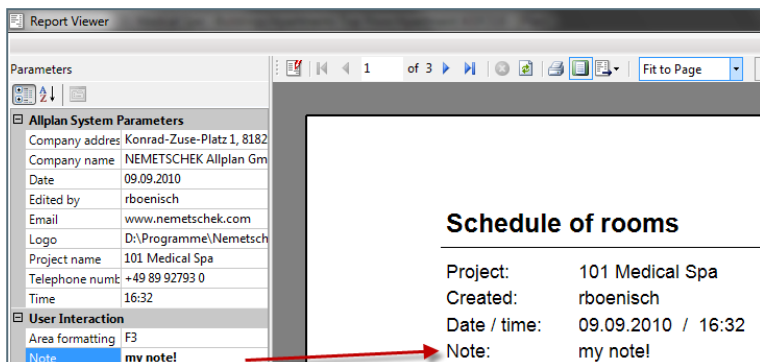 Report Viewer
Parameters
1 of 3 Fit to Page
Allplan System Parameters
Company addres Konrad-Zuse-Platz 1, 8182
Company name NEMETSCHEK Allplan Gm
Date 09.09.2010
Edited by rboenisch
Email www.nemetschek.com
Logo D:\Programme\Nemetsch
Project name 101 Medical Spa
Telephone numb +49 89 92793 0
Time 16:32
User Interaction
Area formatting F3
Note my note!
Schedule of rooms
Project: 101 Medical Spa
Created: rboenisch
Date / time: 09.09.2010 / 16:32
Note: my note!